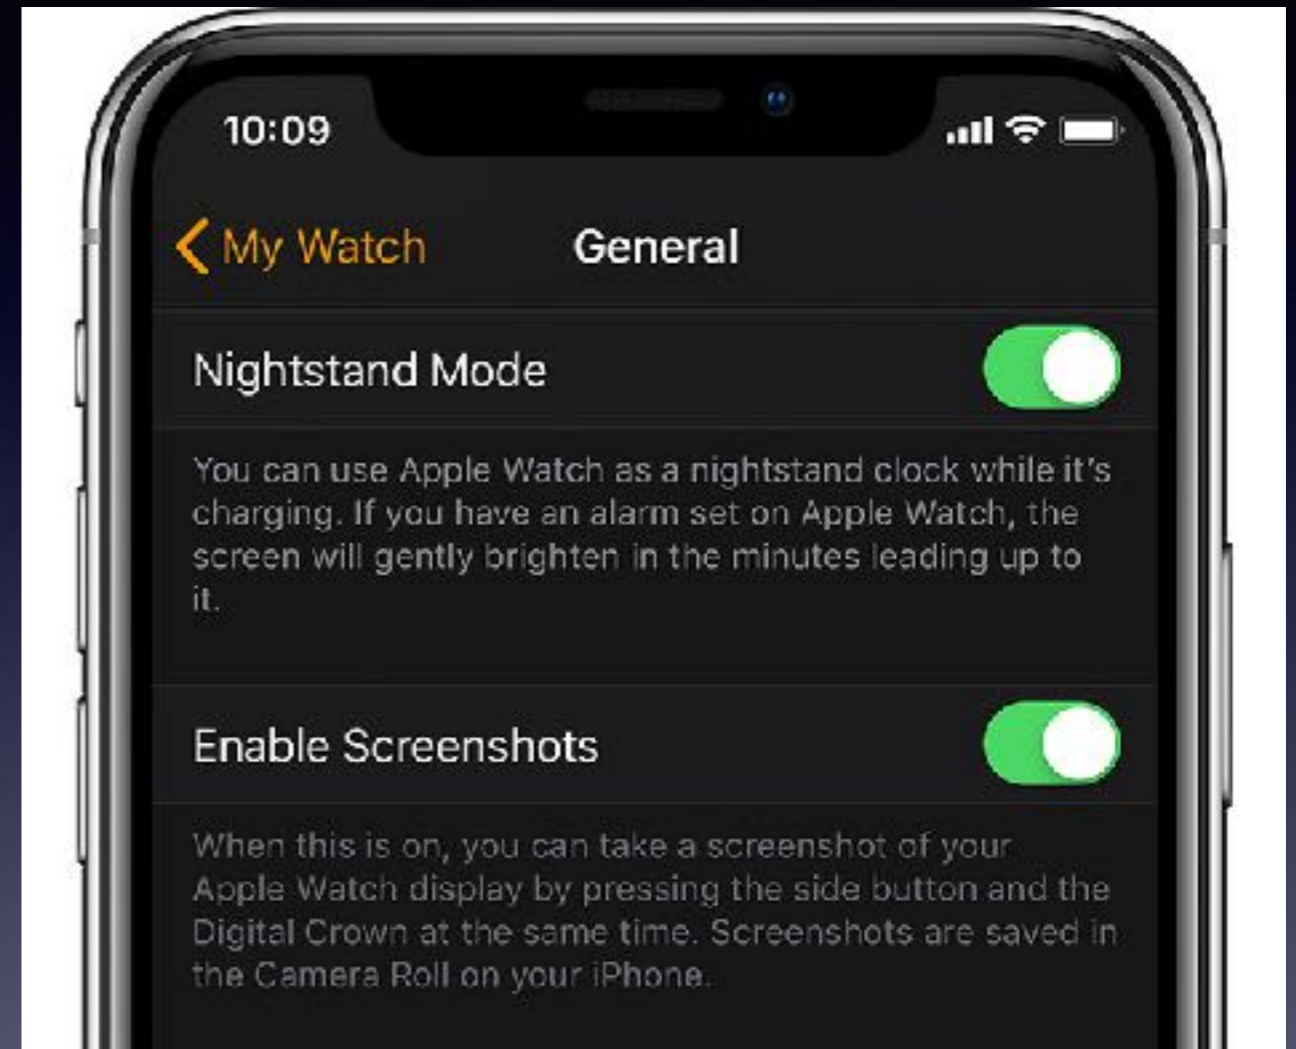 10:09
My Watch
General
Nightstand Mode
You can use Apple Watch as a nightstand clock while it's
charging. If you have an alarm set on Apple Watch, the
screen will gently brighten in the minutes leading up to
it.
Enable Screenshots
When this is on, you can take a screenshot of your
Apple Watch display by pressing the side button and the
Digital Crown at the same time. Screenshots are saved in
the Camera Roll on your iPhone.